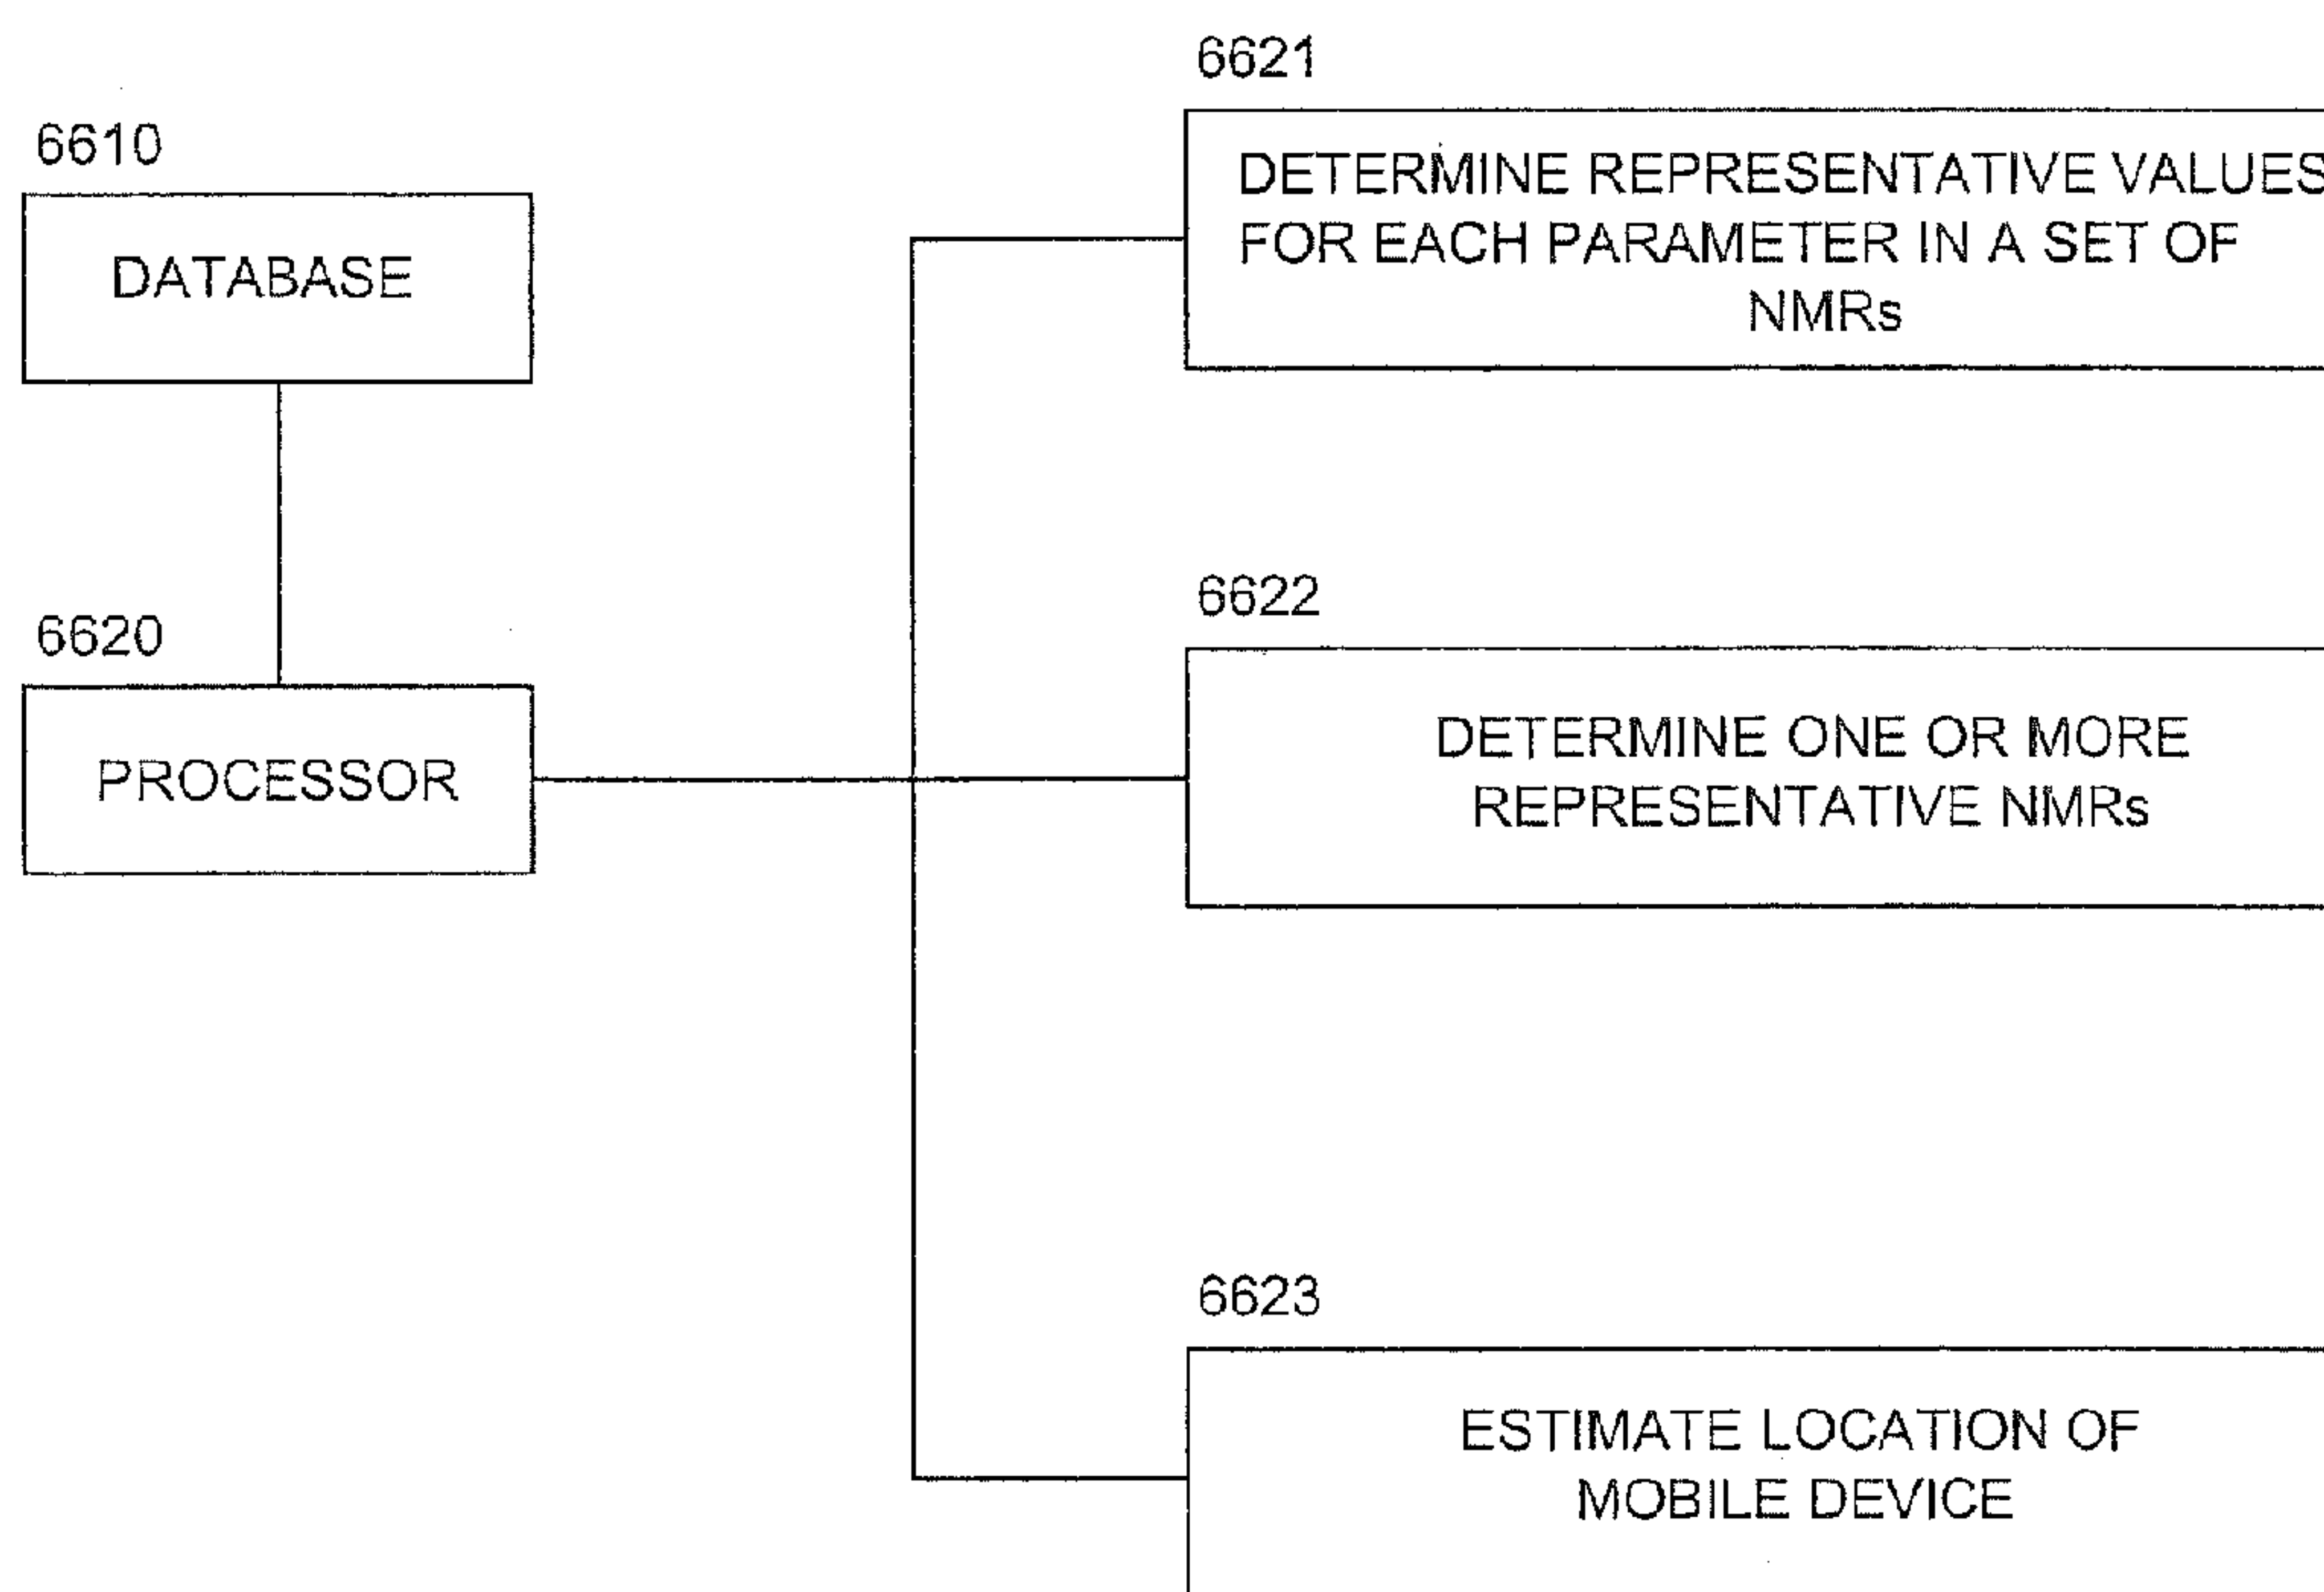 6610
DATABASE
6620
PROCESSOR
6621
DETERMINE REPRESENTATIVE VALUES
FOR EACH PARAMETER IN A SET OF
NMRs
6622
DETERMINE ONE OR MORE
REPRESENTATIVE NMRs
6623
ESTIMATE LOCATION OF
MOBILE DEVICE